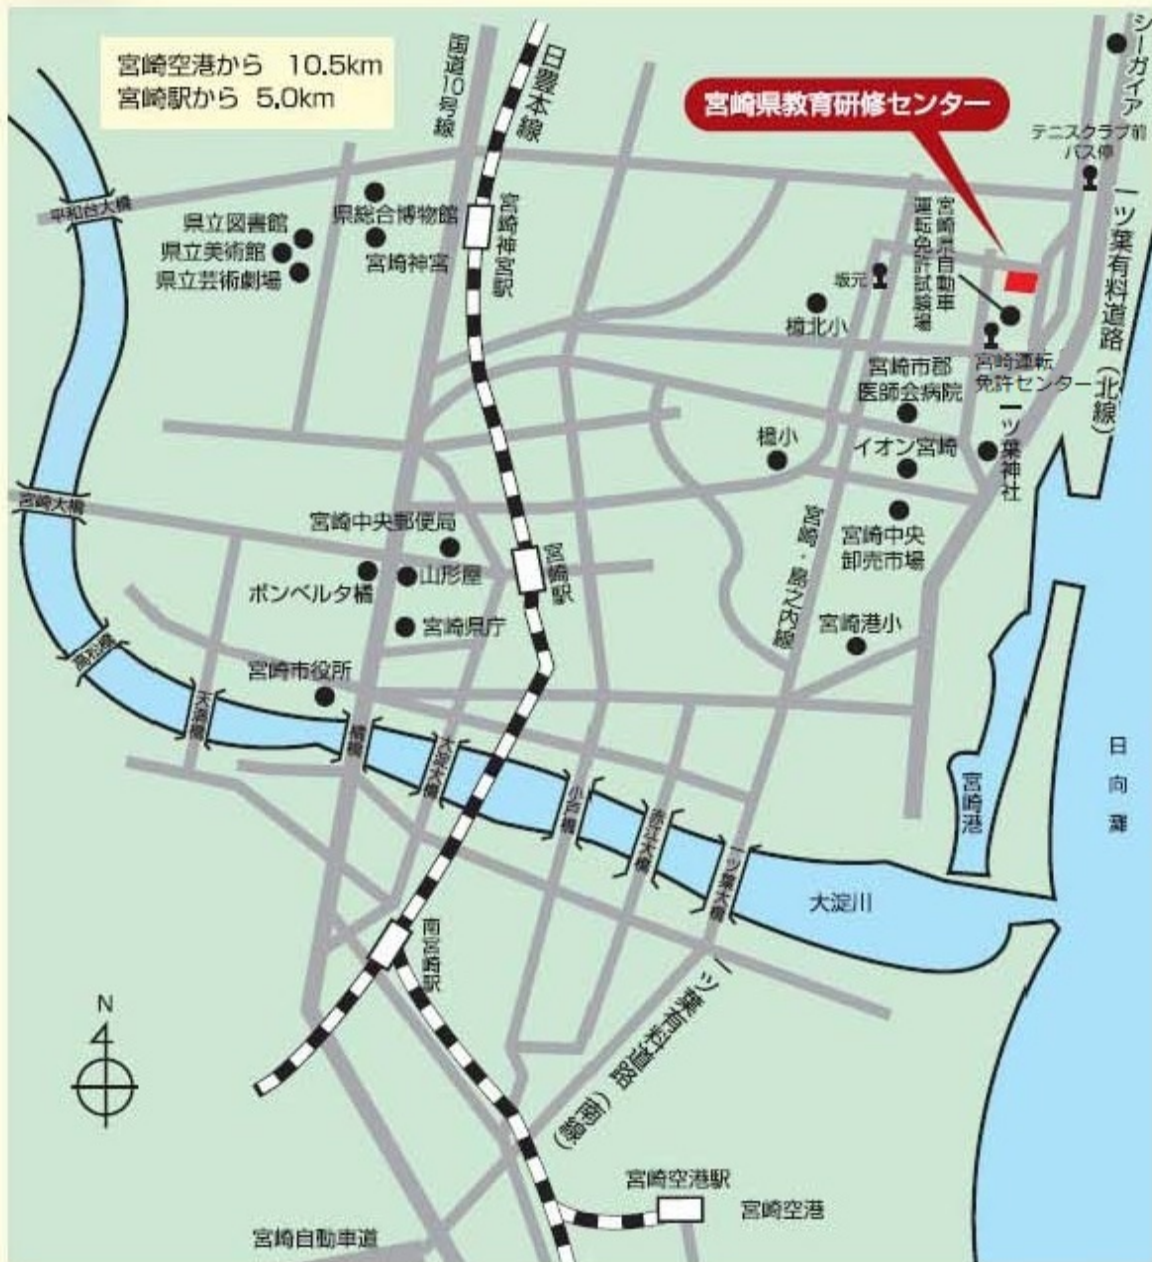 宮崎空港から 10.5km
宮崎駅から 5.0km
国道10号線
日豊本線
宮崎県教育研修センター
シーガイア
テニスクラブ前
バス停
一ツ葉有料道路(北線)
平和台大橋
県立図書館
県立美術館
県立芸術劇場
県総合博物館
宮崎神宮
宮崎神宮駅
宮崎県自動車
運転免許試験場
坂元
檍北小
宮崎運転
免許センター
宮崎市郡
医師会病院
一ツ葉神社
檍小
イオン宮崎
宮崎大橋
宮崎中央郵便局
山形屋
ボンベルタ橘
宮崎県庁
宮崎駅
宮崎・島之内線
宮崎中央
卸売市場
宮崎港小
高松橋
宮崎市役所
天満橋
橘橋
大淀大橋
小戸橋
赤江大橋
一ツ葉大橋
宮崎港
日向灘
大淀川
南宮崎駅
一ツ葉有料道路(南線)
N
宮崎空港駅
宮崎空港
宮崎自動車道